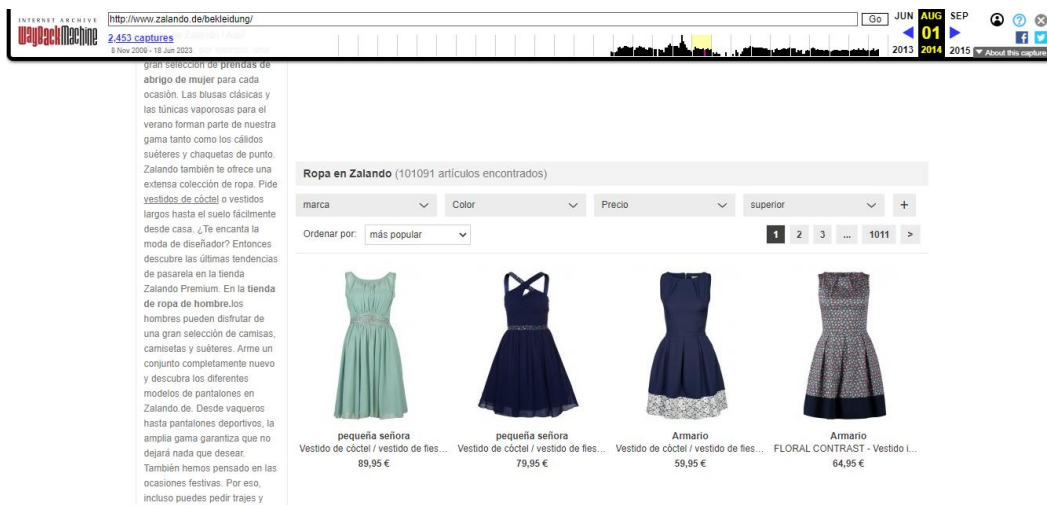 INTERNET ARCHIVE
WayBackMachine
http://www.zalando.de/bekleidung/
Go
JUN AUG SEP
2,453 captures
01
8 Nov 2009 - 18 Jun 2023
2013 2014 2015
About this capture
gran selección de prendas de
abrigo de mujer para cada
ocasión. Las blusas clásicas y
las túnicas vaporosas para el
verano forman parte de nuestra
gama tanto como los cálidos
suéteres y chaquetas de punto.
Zalando también te ofrece una
extensa colección de ropa. Pide
vestidos de cóctel o vestidos
largos hasta el suelo fácilmente
desde casa. ¿Te encanta la
moda de diseñador? Entonces
descubre las últimas tendencias
de pasarela en la tienda
Zalando Premium. En la tienda
de ropa de hombre.los
hombres pueden disfrutar de
una gran selección de camisas,
camisetas y suéteres. Arme un
conjunto completamente nuevo
y descubra los diferentes
modelos de pantalones en
Zalando.de. Desde vaqueros
hasta pantalones deportivos, la
amplia gama garantiza que no
dejará nada que desear.
También hemos pensado en las
ocasiones festivas. Por eso,
incluso puedes pedir trajes y
Ropa en Zalando (101091 artículos encontrados)
marca Color Precio superior +
Ordenar por: más popular
1 2 3 ... 1011 >
pequeña señora
Vestido de cóctel / vestido de fies...
89,95 €
pequeña señora
Vestido de cóctel / vestido de fies...
79,95 €
Armario
Vestido de cóctel / vestido de fies...
59,95 €
Armario
FLORAL CONTRAST - Vestido i...
64,95 €